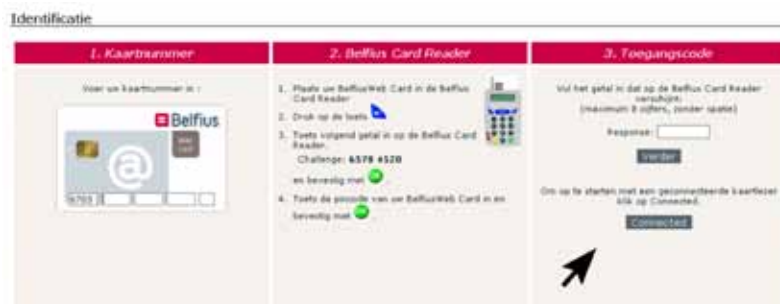 Identificatie
1. Kaartnummer
Voer uw kaartnummer in :
Belfius
6703
2. Belfius Card Reader
1. Plaats uw BelfiusWeb Card in de Belfius
Card Reader
2. Druk op de toets
3. Toets volgend getal in op de Belfius Card
Reader.
Challenge: 6578 4520
en bevestig met
4. Toets de pincode van uw BelfiusWeb Card in en
bevestig met
3. Toegangscode
Vul het getal in dat op de Belfius Card Reader
verschijnt.
(maximum 8 cijfers, zonder spatie)
Response:
Verder
Om op te starten met een geconnecteerde kaartlezer
klik op Connected.
Connected